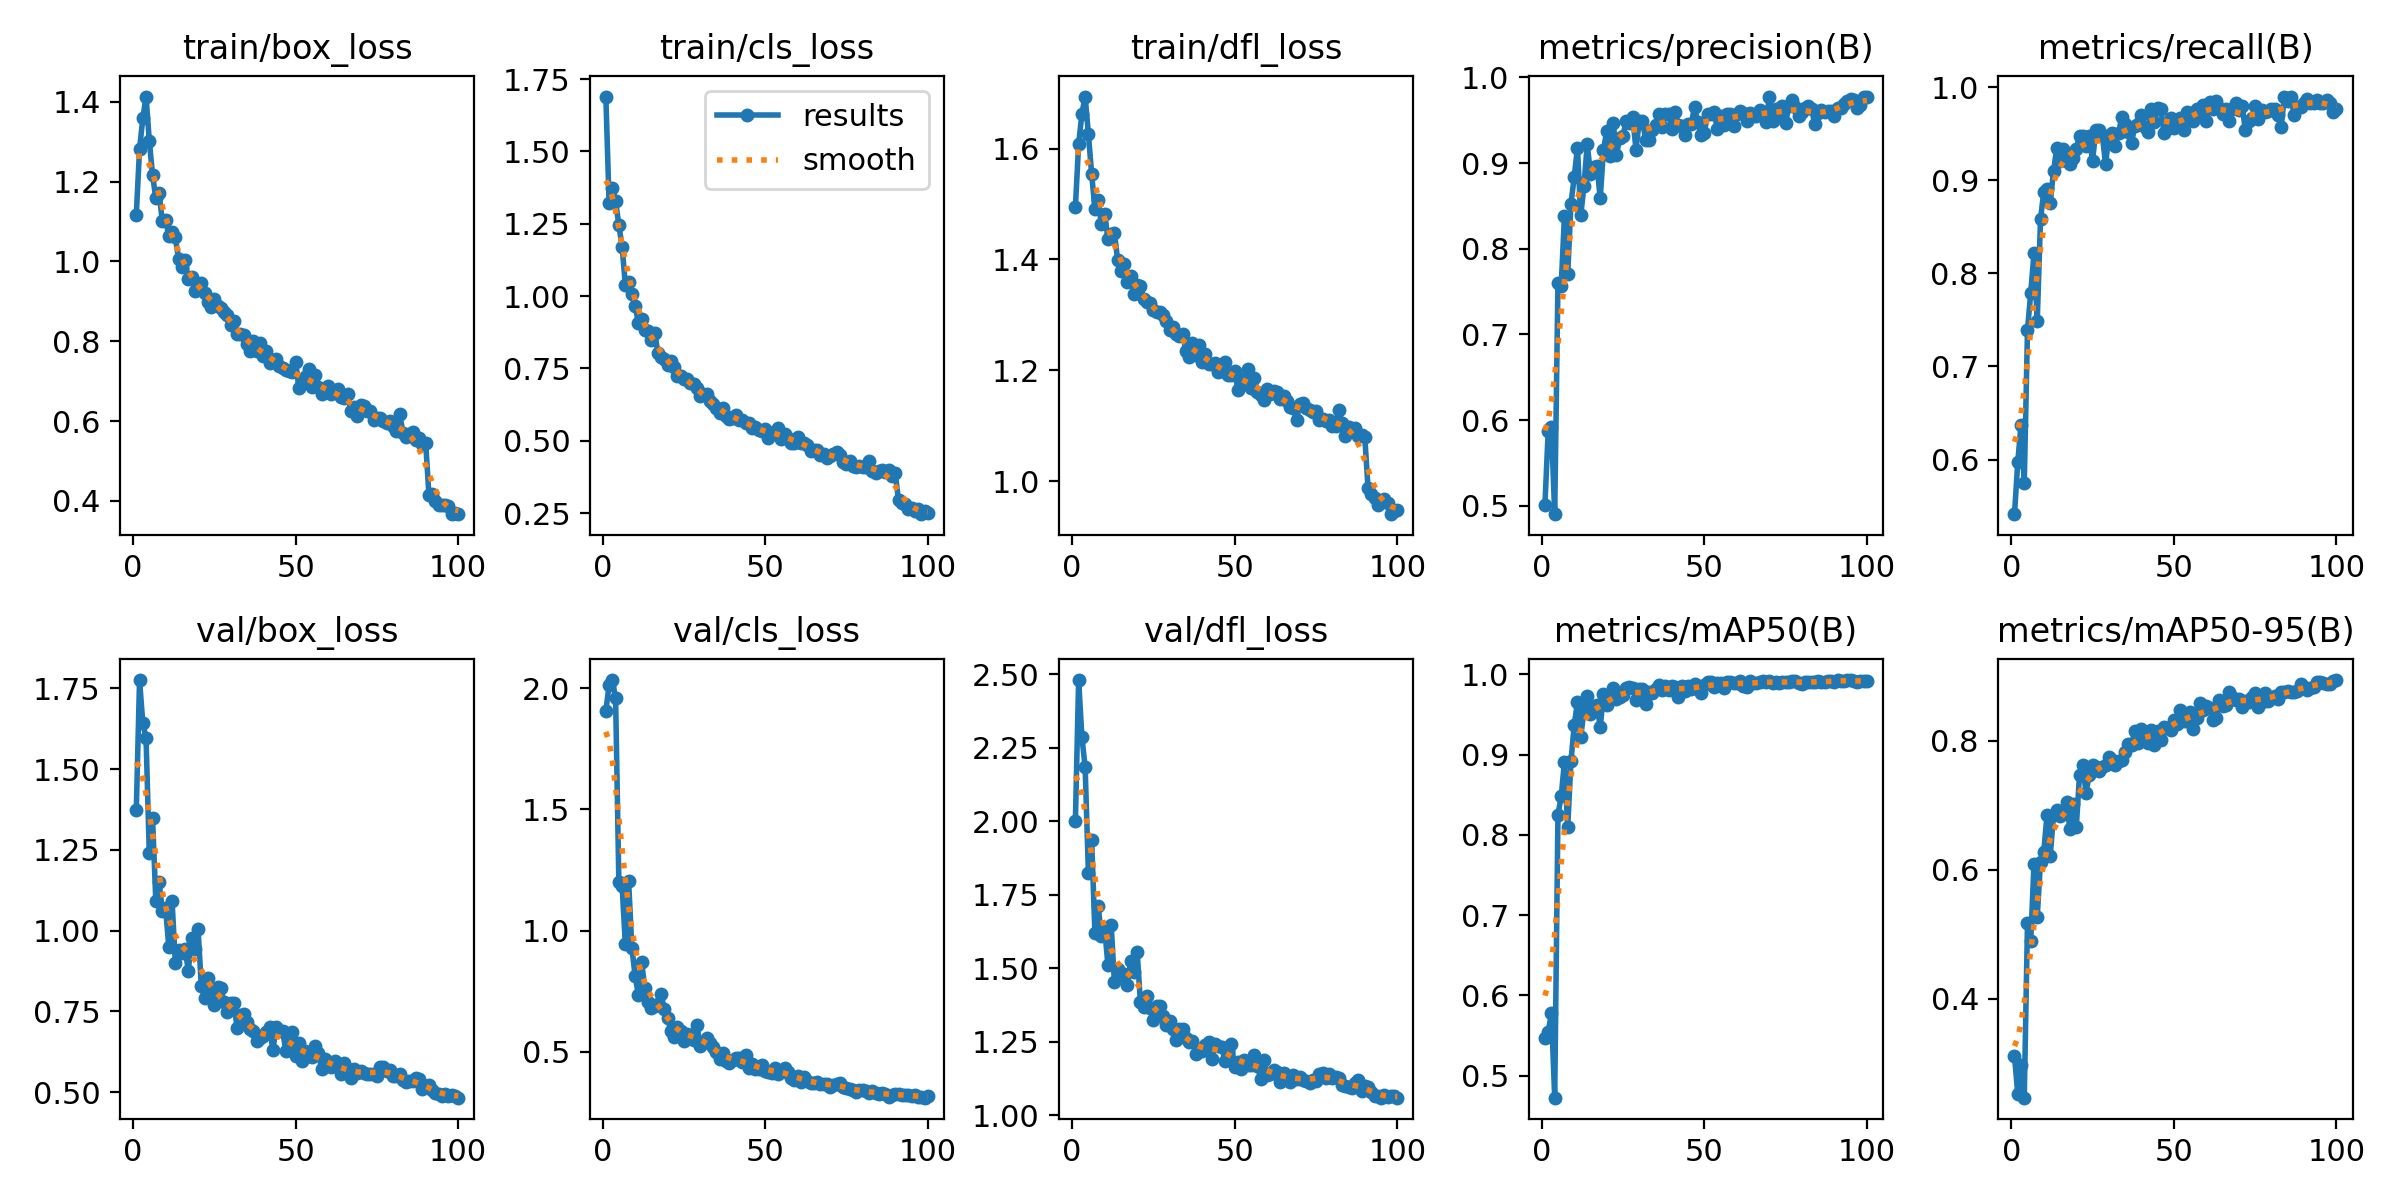 train/box_loss
1.4
1.2
1.0
0.8
0.6
0.4
0 50 100
train/cls_loss
1.75
1.50
1.25
1.00
0.75
0.50
0.25
results
smooth
0 50 100
train/dfl_loss
1.6
1.4
1.2
1.0
0 50 100
metrics/precision(B)
1.0
0.9
0.8
0.7
0.6
0.5
0 50 100
metrics/recall(B)
1.0
0.9
0.8
0.7
0.6
0 50 100
val/box_loss
1.75
1.50
1.25
1.00
0.75
0.50
0 50 100
val/cls_loss
2.0
1.5
1.0
0.5
0 50 100
val/dfl_loss
2.50
2.25
2.00
1.75
1.50
1.25
1.00
0 50 100
metrics/mAP50(B)
1.0
0.9
0.8
0.7
0.6
0.5
0 50 100
metrics/mAP50-95(B)
0.8
0.6
0.4
0 50 100